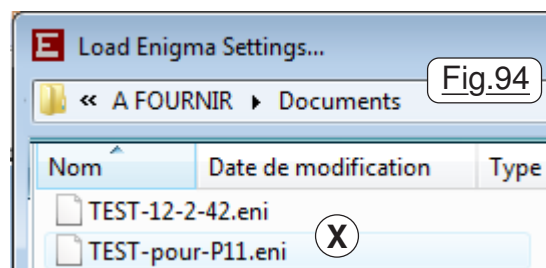 E Load Enigma Settings...
Fig.94
« A FOURNIR ▸ Documents
Nom Date de modification Type
TEST-12-2-42.eni
X
TEST-pour-P11.eni